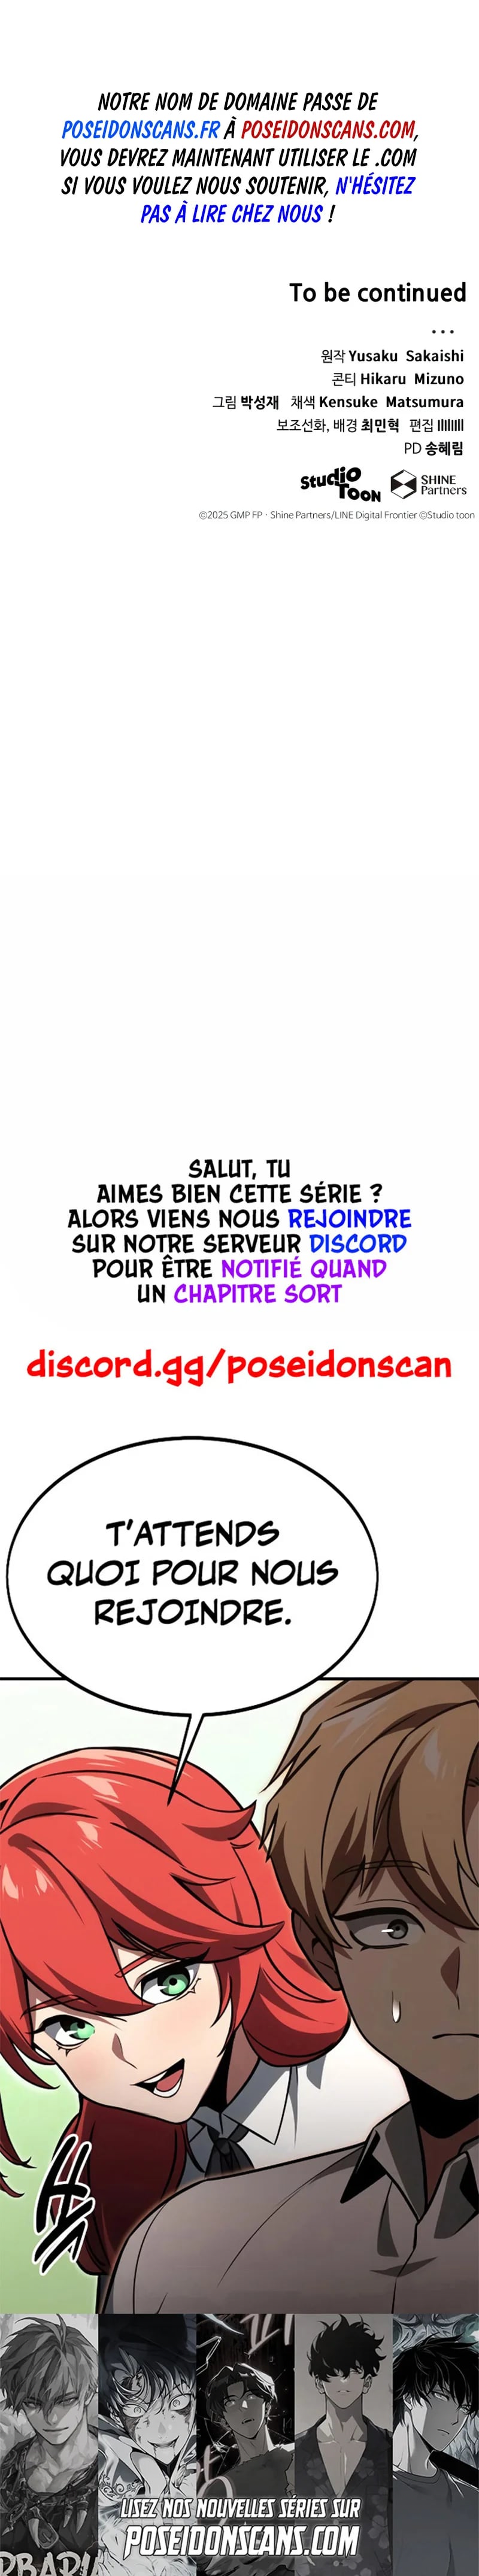 NOTRE NOM DE DOMAINE PASSE DE
POSEIDONSCANS.FR À POSEIDONSCANS.COM,
VOUS DEVREZ MAINTENANT UTILISER LE .COM
SI VOUS VOULEZ NOUS SOUTENIR, N'HÉSITEZ
PAS À LIRE CHEZ NOUS !
To be continued
...
원작 Yusaku Sakaishi
콘티 Hikaru Mizuno
그림 박성재 채색 Kensuke Matsumura
보조선화, 배경 최민혁 편집 IlIlIlIl
PD 송혜림
Studio Toon
SHINE Partners
©2025 GMP FP · Shine Partners/LINE Digital Frontier ©Studio toon
SALUT, TU
AIMES BIEN CETTE SÉRIE ?
ALORS VIENS NOUS REJOINDRE
SUR NOTRE SERVEUR DISCORD
POUR ÊTRE NOTIFIÉ QUAND
UN CHAPITRE SORT
discord.gg/poseidonscan
T'ATTENDS
QUOI POUR NOUS
REJOINDRE.
LISEZ NOS NOUVELLES SÉRIES SUR
POSEIDONSCANS.COM